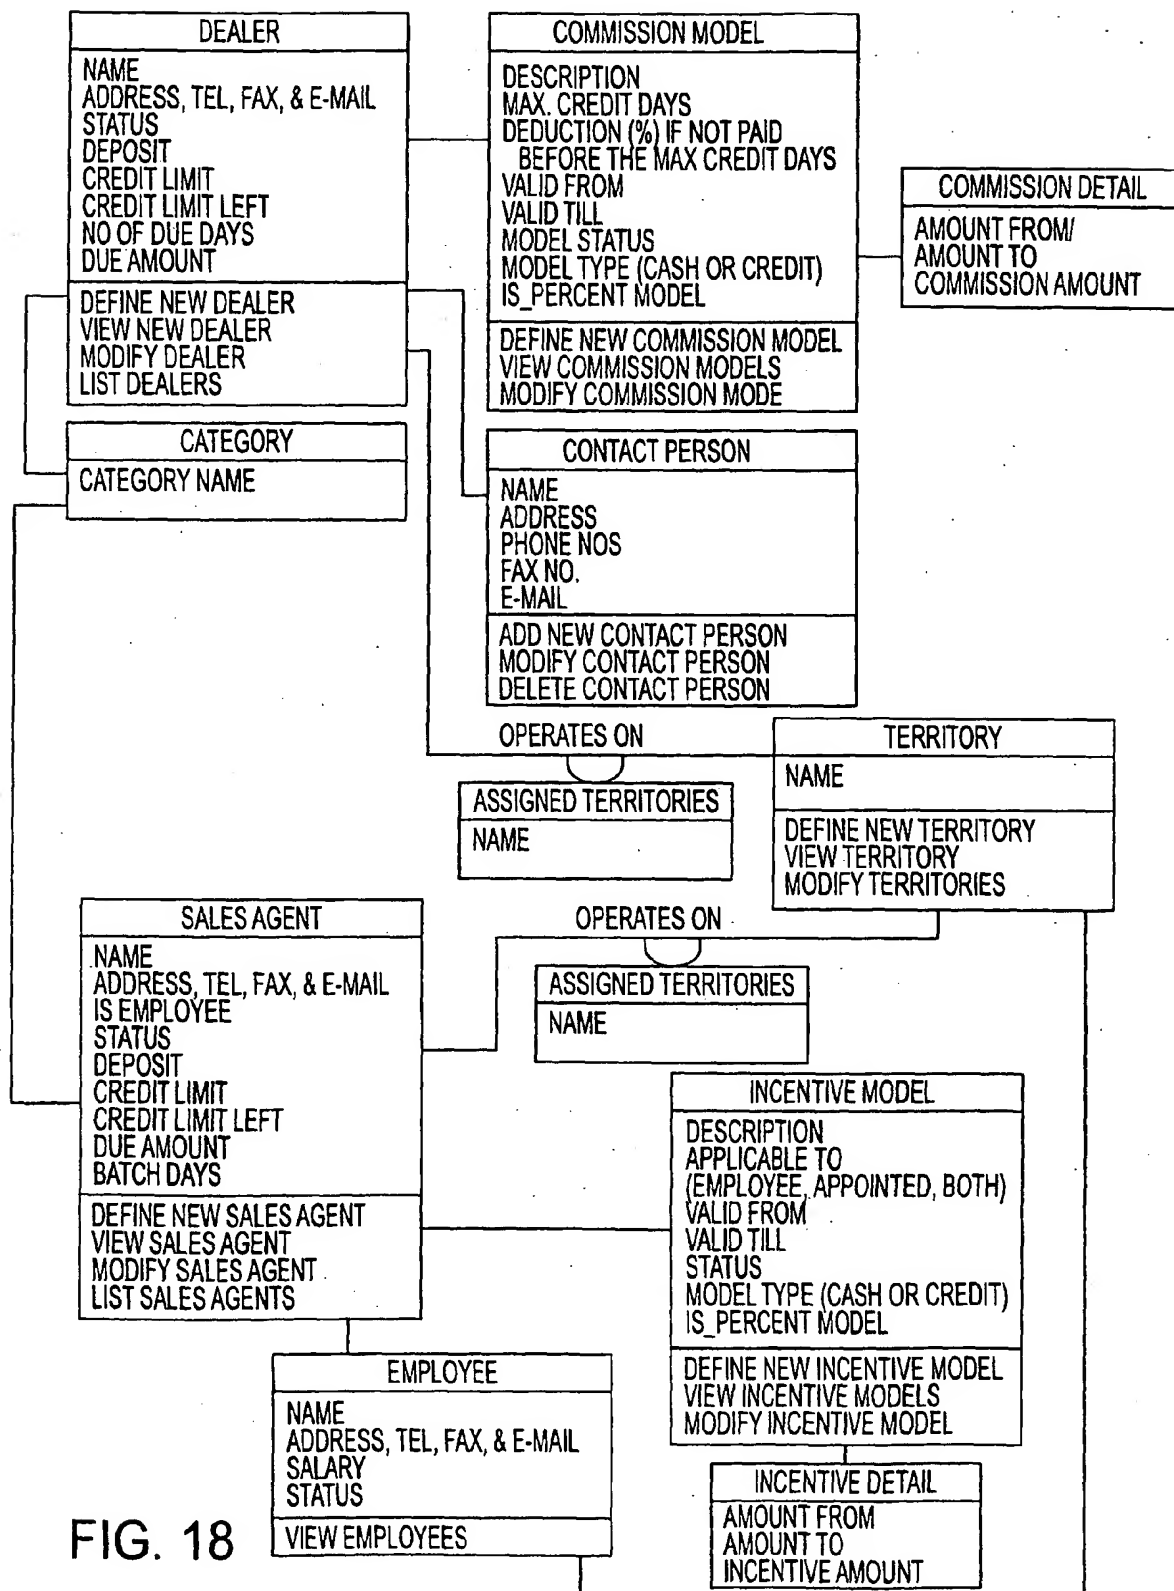 DEALER
NAME
ADDRESS, TEL, FAX, & E-MAIL
STATUS
DEPOSIT
CREDIT LIMIT
CREDIT LIMIT LEFT
NO OF DUE DAYS
DUE AMOUNT
DEFINE NEW DEALER
VIEW NEW DEALER
MODIFY DEALER
LIST DEALERS
COMMISSION MODEL
DESCRIPTION
MAX. CREDIT DAYS
DEDUCTION (%) IF NOT PAID
BEFORE THE MAX CREDIT DAYS
VALID FROM
VALID TILL
MODEL STATUS
MODEL TYPE (CASH OR CREDIT)
IS_PERCENT MODEL
DEFINE NEW COMMISSION MODEL
VIEW COMMISSION MODELS
MODIFY COMMISSION MODE
COMMISSION DETAIL
AMOUNT FROM/
AMOUNT TO
COMMISSION AMOUNT
CATEGORY
CATEGORY NAME
CONTACT PERSON
NAME
ADDRESS
PHONE NOS
FAX NO.
E-MAIL
ADD NEW CONTACT PERSON
MODIFY CONTACT PERSON
DELETE CONTACT PERSON
OPERATES ON
ASSIGNED TERRITORIES
NAME
TERRITORY
NAME
DEFINE NEW TERRITORY
VIEW TERRITORY
MODIFY TERRITORIES
SALES AGENT
NAME
ADDRESS, TEL, FAX, & E-MAIL
IS EMPLOYEE
STATUS
DEPOSIT
CREDIT LIMIT
CREDIT LIMIT LEFT
DUE AMOUNT
BATCH DAYS
DEFINE NEW SALES AGENT
VIEW SALES AGENT
MODIFY SALES AGENT
LIST SALES AGENTS
OPERATES ON
ASSIGNED TERRITORIES
NAME
INCENTIVE MODEL
DESCRIPTION
APPLICABLE TO
(EMPLOYEE, APPOINTED, BOTH)
VALID FROM
VALID TILL
STATUS
MODEL TYPE (CASH OR CREDIT)
IS_PERCENT MODEL
DEFINE NEW INCENTIVE MODEL
VIEW INCENTIVE MODELS
MODIFY INCENTIVE MODEL
EMPLOYEE
NAME
ADDRESS, TEL, FAX, & E-MAIL
SALARY
STATUS
VIEW EMPLOYEES
INCENTIVE DETAIL
AMOUNT FROM
AMOUNT TO
INCENTIVE AMOUNT
FIG. 18